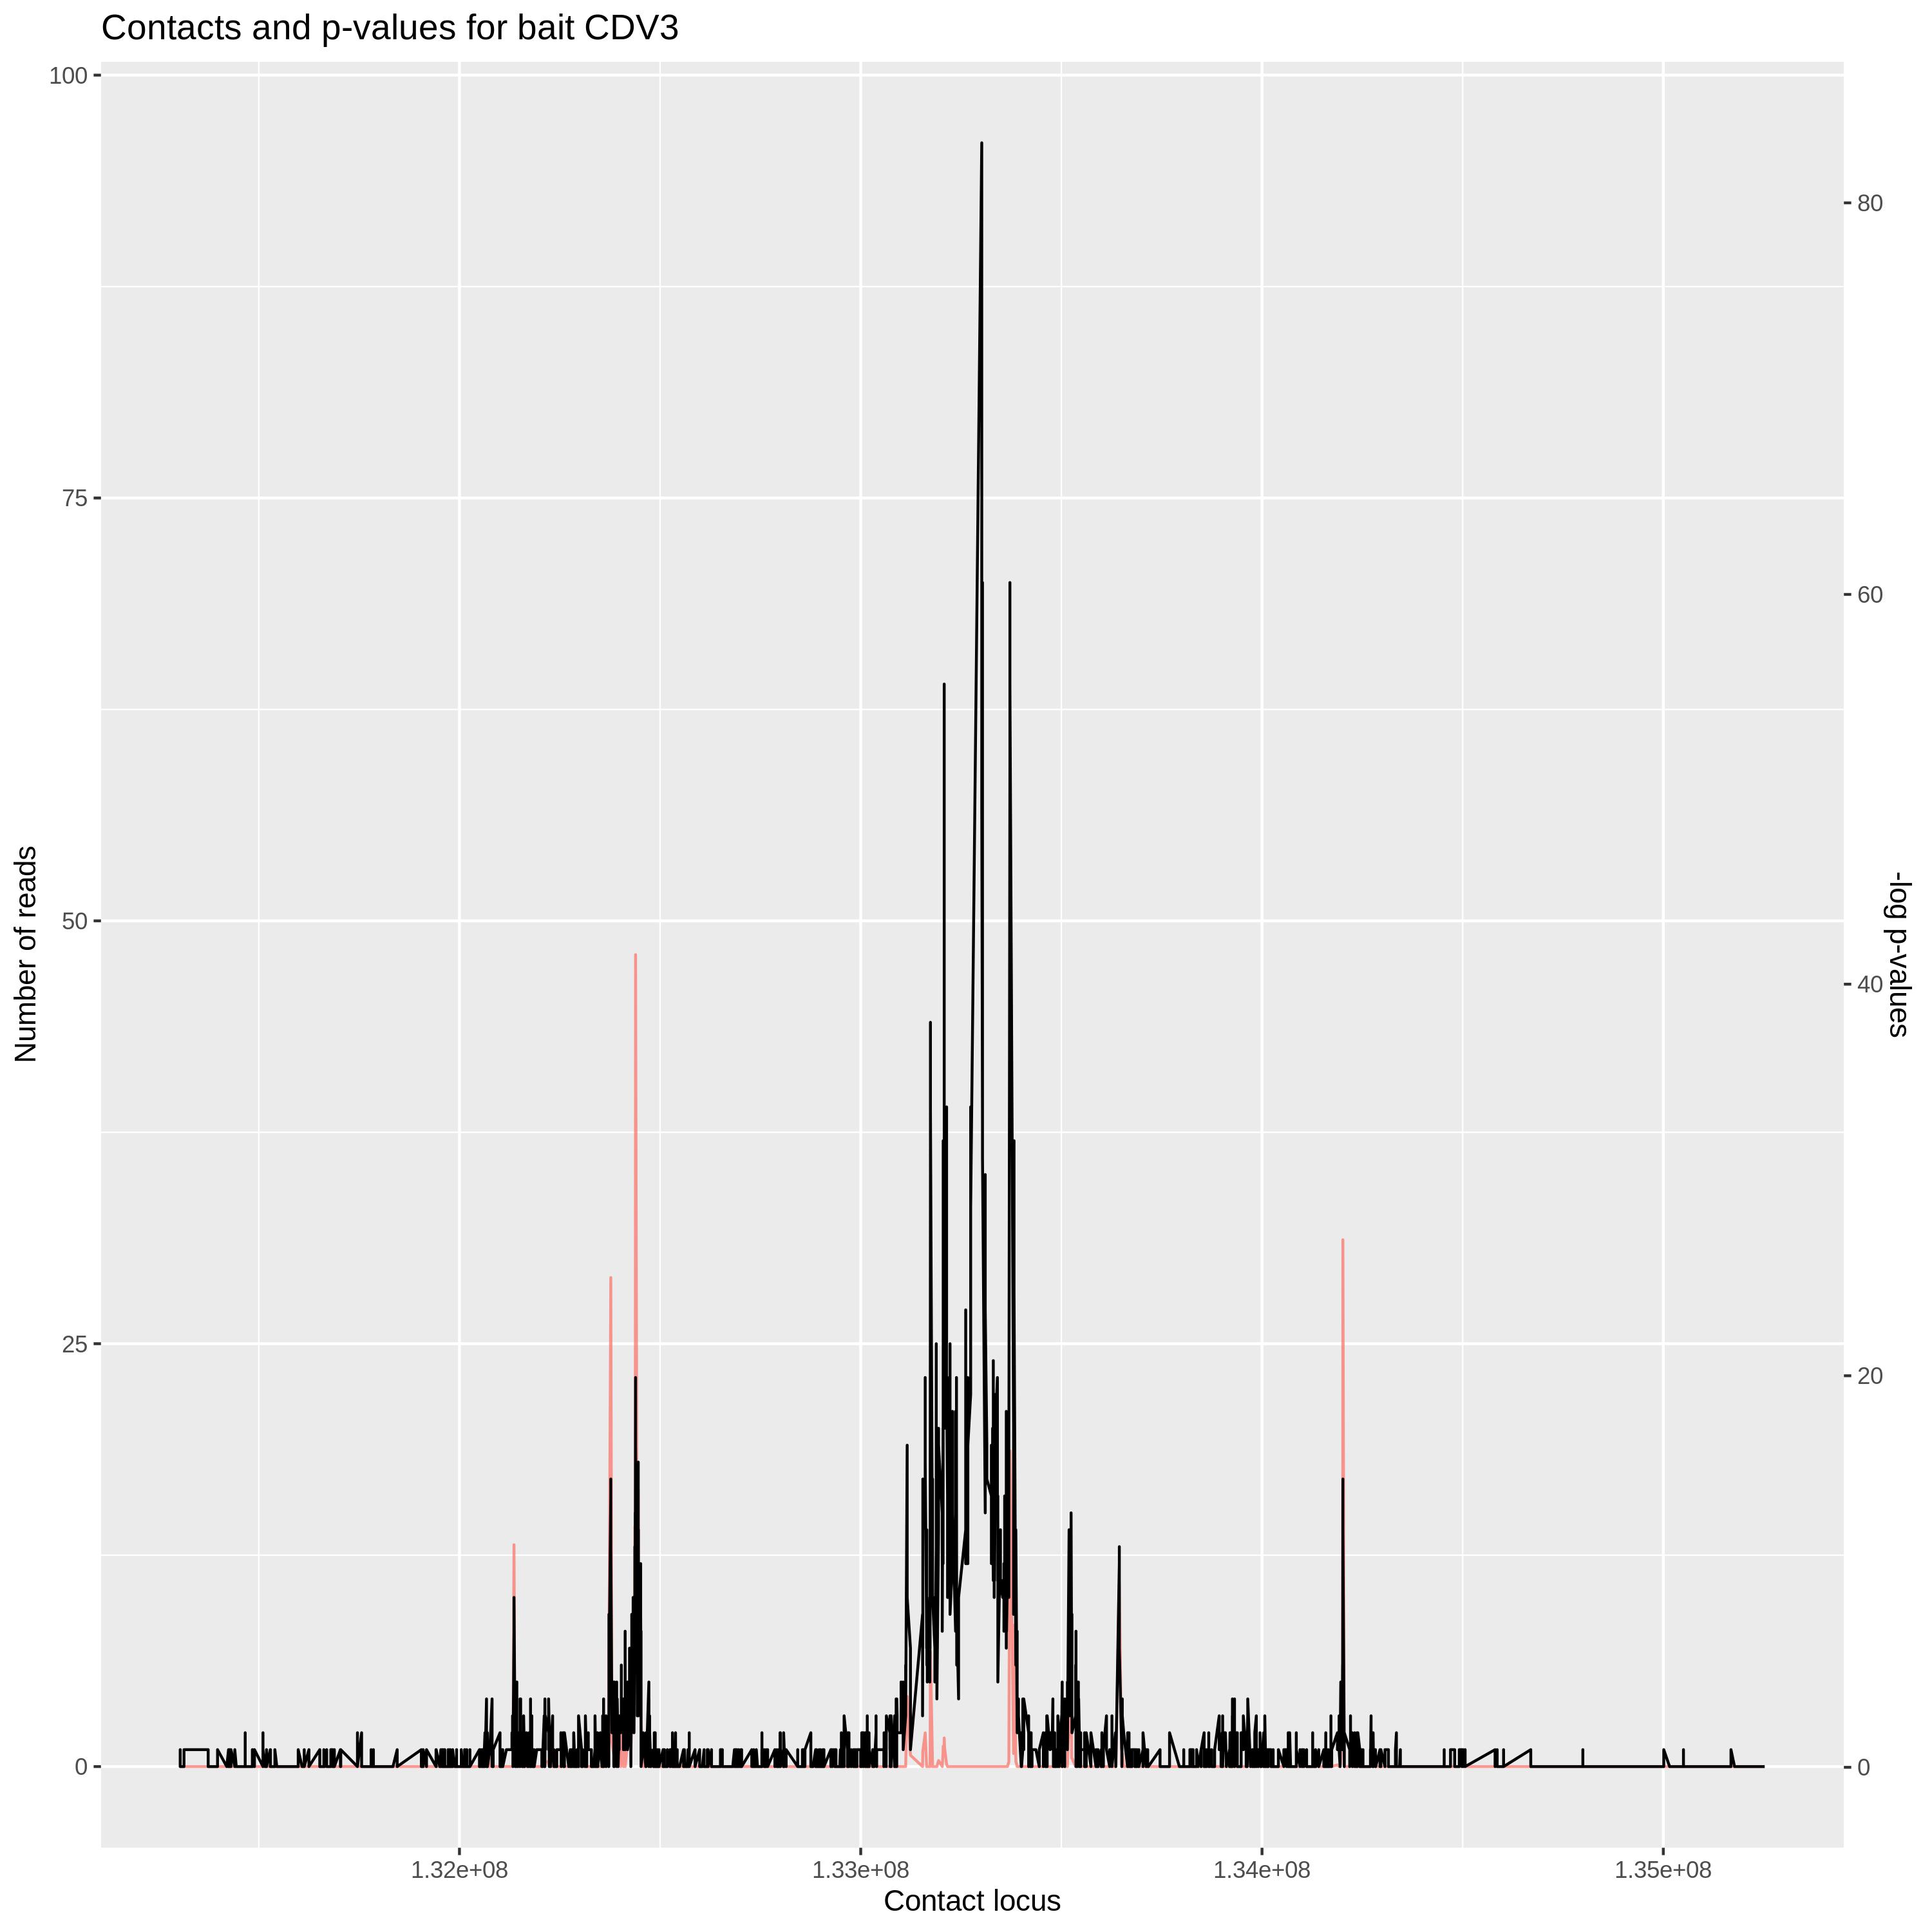 Contacts and p-values for bait CDV3
100
75
50
25
0
Number of reads
80
60
40
20
0
-log p-values
1.32e+08
1.33e+08
1.34e+08
1.35e+08
Contact locus